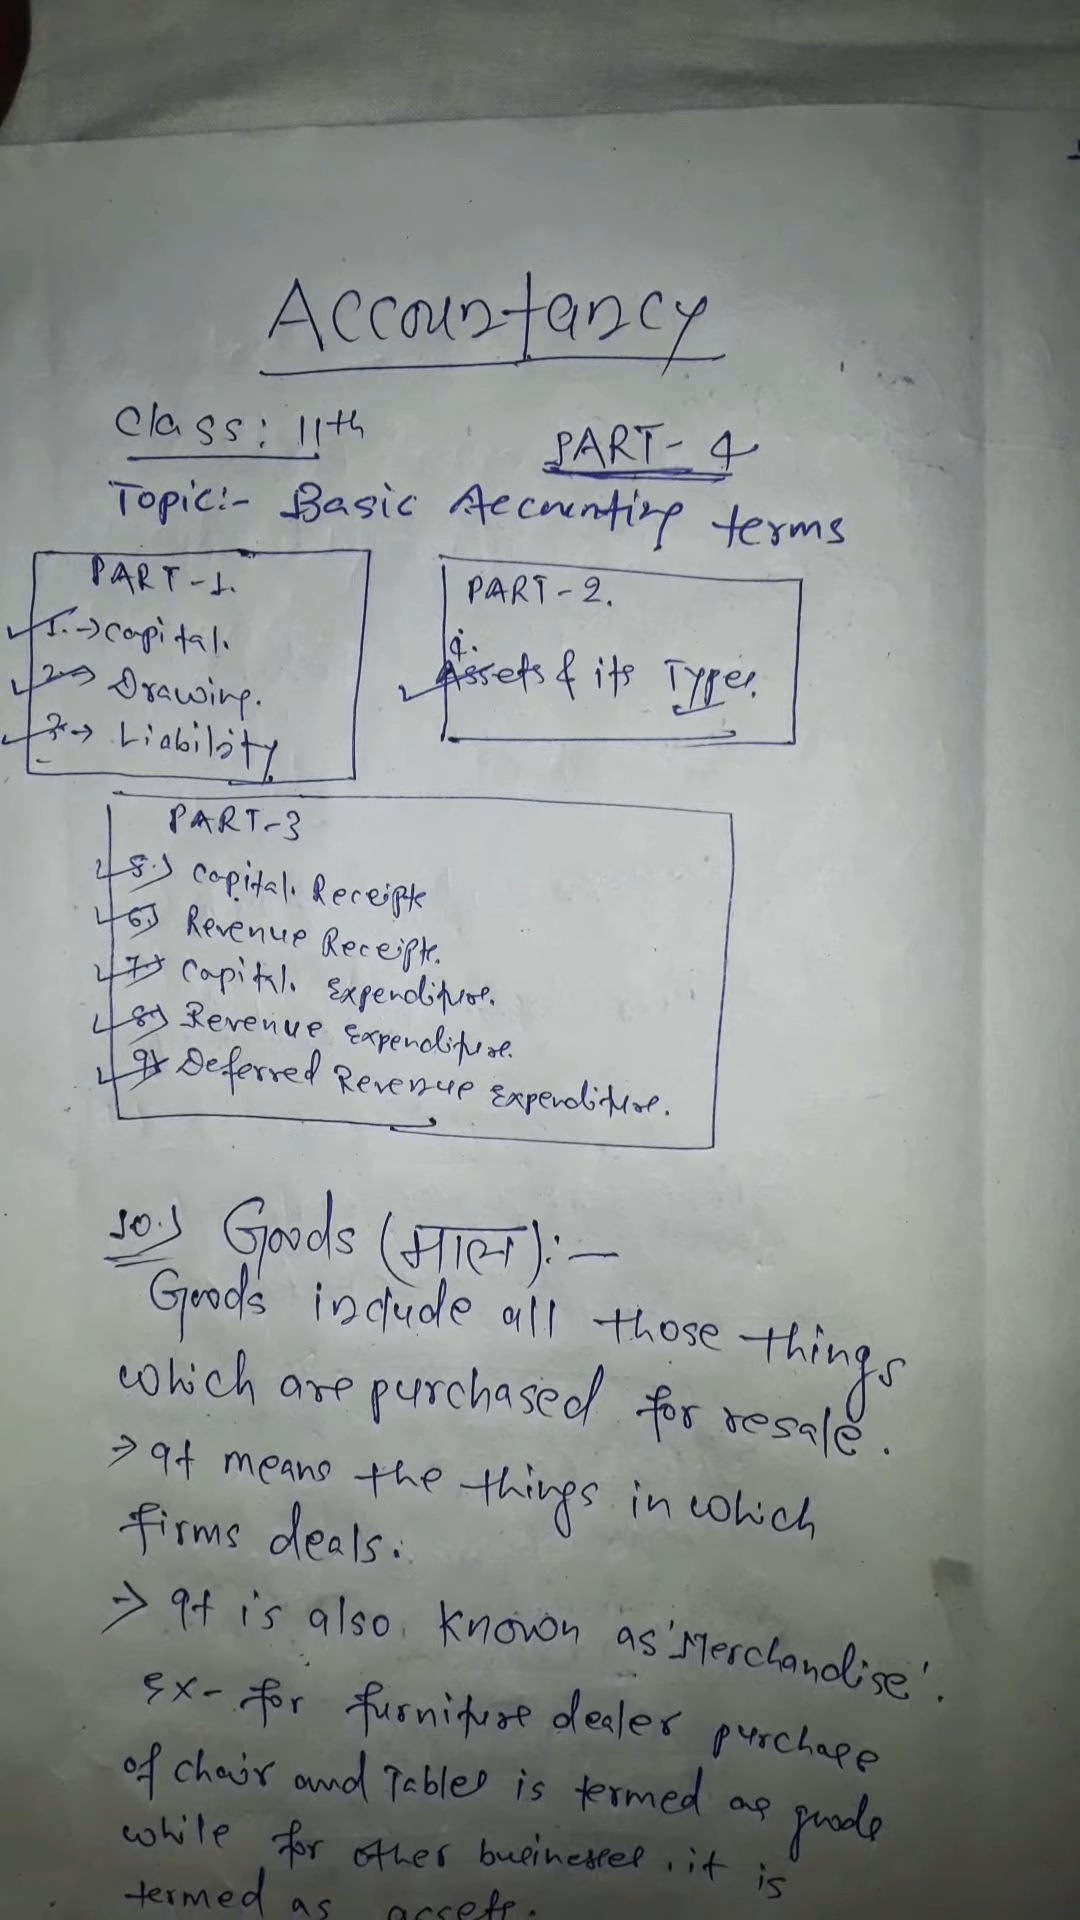 Accountancy
Class: 11th
PART- 4
Topic:- Basic Accounting terms
PART-1.
1.→ Capital.
2.→ Drawing.
3.→ Liability
PART-2.
4.
Assets & its Types.
PART-3
5.) Capital Receipts
6.) Revenue Receipts.
7.) Capital Expenditure.
8.) Revenue Expenditure.
9.) Deferred Revenue Expenditure.
10.) Goods (माल):—
Goods include all those things
which are purchased for resale.
→ It means the things in which
firms deals.
→ It is also known as 'Merchandise'.
Ex- for furniture dealer purchase
of chair and Tables is termed as goods
while for other businesses, it is
termed as assets.